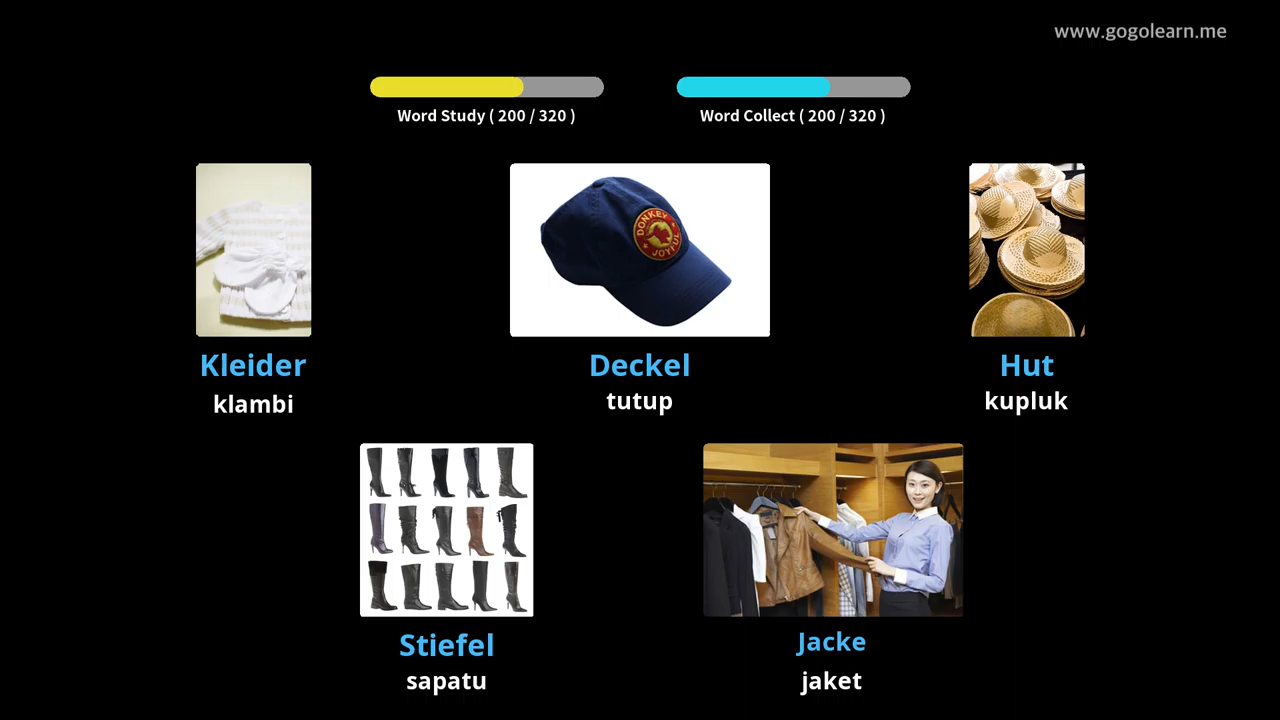 www.gogolearn.me
Word Study ( 200 / 320 )
Word Collect ( 200 / 320 )
DONKEY
JOYFUL
Kleider
klambi
Deckel
tutup
Hut
kupluk
Stiefel
sapatu
Jacke
jaket